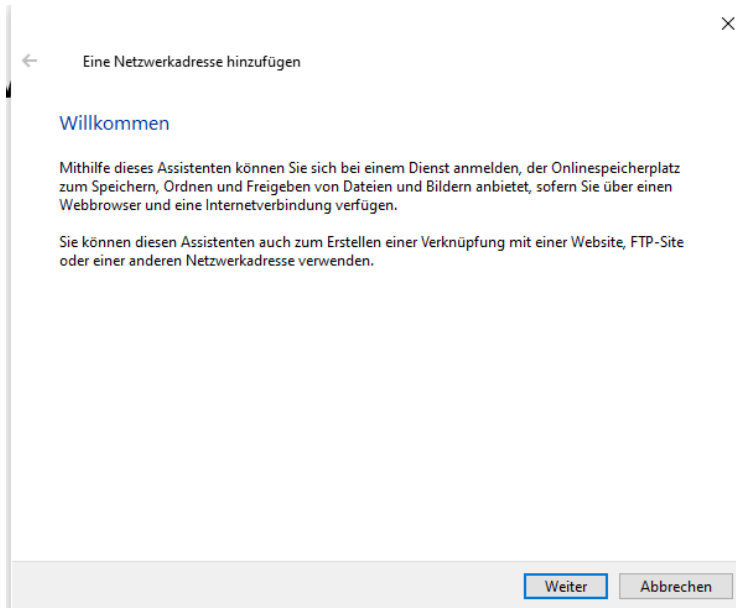 Eine Netzwerkadresse hinzufügen
Willkommen
Mithilfe dieses Assistenten können Sie sich bei einem Dienst anmelden, der Onlinespeicherplatz
zum Speichern, Ordnen und Freigeben von Dateien und Bildern anbietet, sofern Sie über einen
Webbrowser und eine Internetverbindung verfügen.
Sie können diesen Assistenten auch zum Erstellen einer Verknüpfung mit einer Website, FTP-Site
oder einer anderen Netzwerkadresse verwenden.
Weiter
Abbrechen